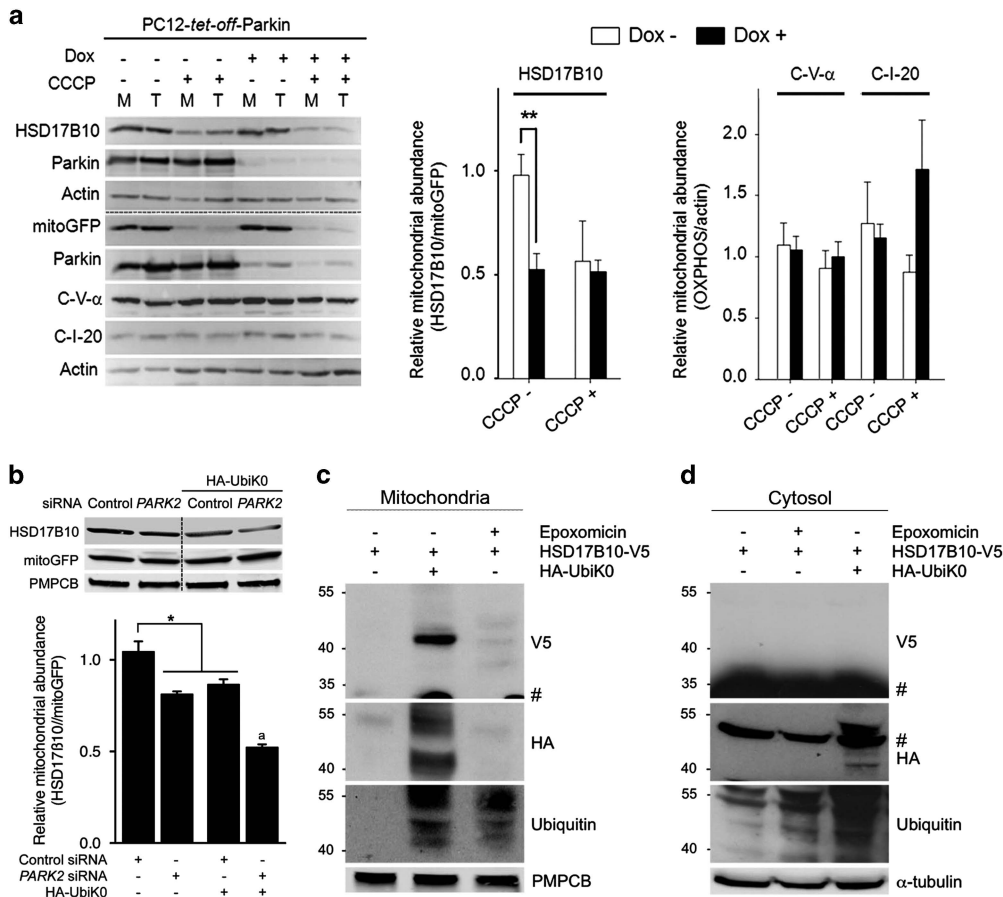 a
PC12-tet-off-Parkin
Dox - - - - + + + +
CCCP - - + + - - + +
M T M T M T M T
HSD17B10
Parkin
Actin
mitoGFP
Parkin
C-V-α
C-I-20
Actin
Dox - Dox +
HSD17B10
**
1.0
0.5
0.0
Relative mitochondrial abundance
(HSD17B10/mitoGFP)
CCCP - CCCP +
C-V-α C-I-20
2.0
1.5
1.0
0.5
0.0
Relative mitochondrial abundance
(OXPHOS/actin)
CCCP - CCCP + CCCP - CCCP +
b
HA-UbiK0
siRNA Control PARK2 Control PARK2
HSD17B10
mitoGFP
PMPCB
*
a
1.0
0.5
0.0
Relative mitochondrial abundance
(HSD17B10//mitoGFP)
Control siRNA + - + -
PARK2 siRNA - + - +
HA-UbiK0 - - + +
c
Mitochondria
- - + Epoxomicin
+ + + HSD17B10-V5
- + - HA-UbiK0
55
40
35
V5
#
55
40
HA
55
40
Ubiquitin
PMPCB
d
Cytosol
- + - Epoxomicin
+ + + HSD17B10-V5
- - + HA-UbiK0
55
40
35
V5
#
55
40
#
HA
55
40
Ubiquitin
α-tubulin